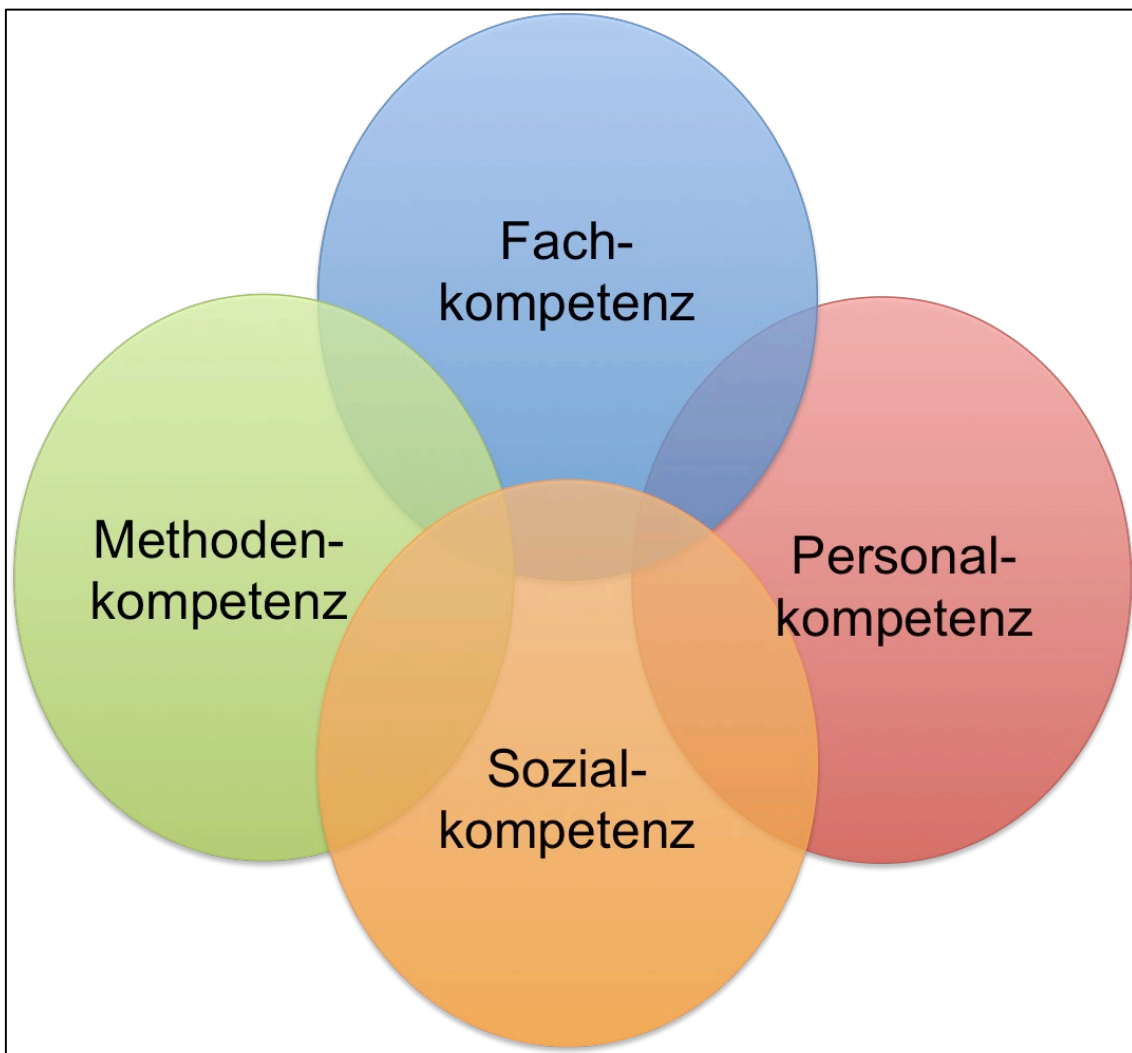 Fach-
kompetenz
Methoden-
kompetenz
Personal-
kompetenz
Sozial-
kompetenz